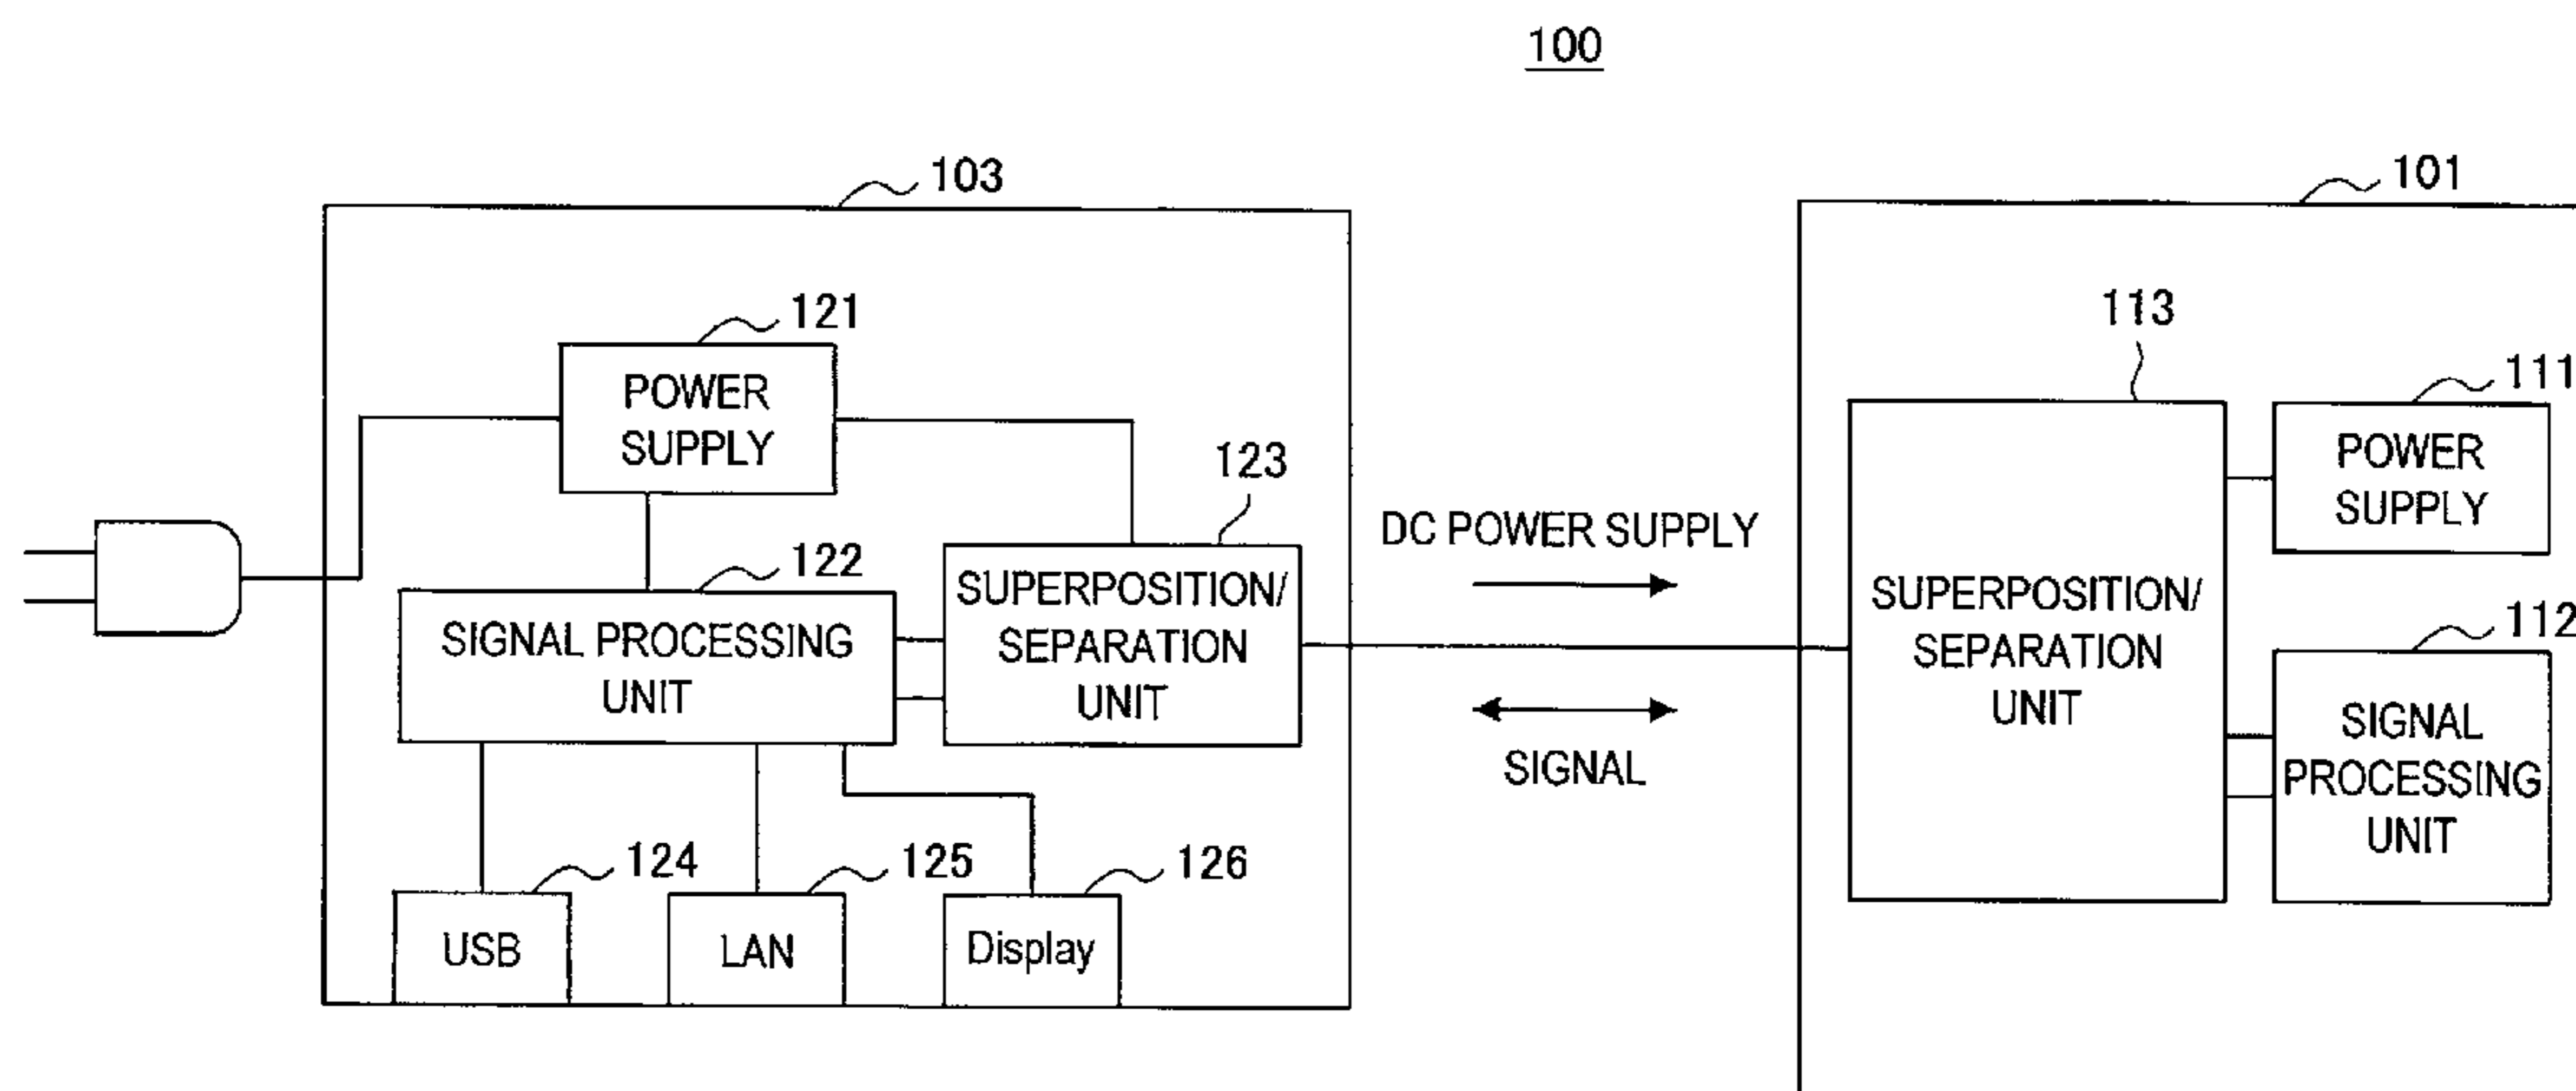 100
103
101
121
POWER
SUPPLY
113
111
POWER
SUPPLY
123
DC POWER SUPPLY
122
SIGNAL PROCESSING
UNIT
SUPERPOSITION/
SEPARATION
UNIT
SUPERPOSITION/
SEPARATION
UNIT
112
SIGNAL
PROCESSING
UNIT
SIGNAL
124
125
126
USB
LAN
Display